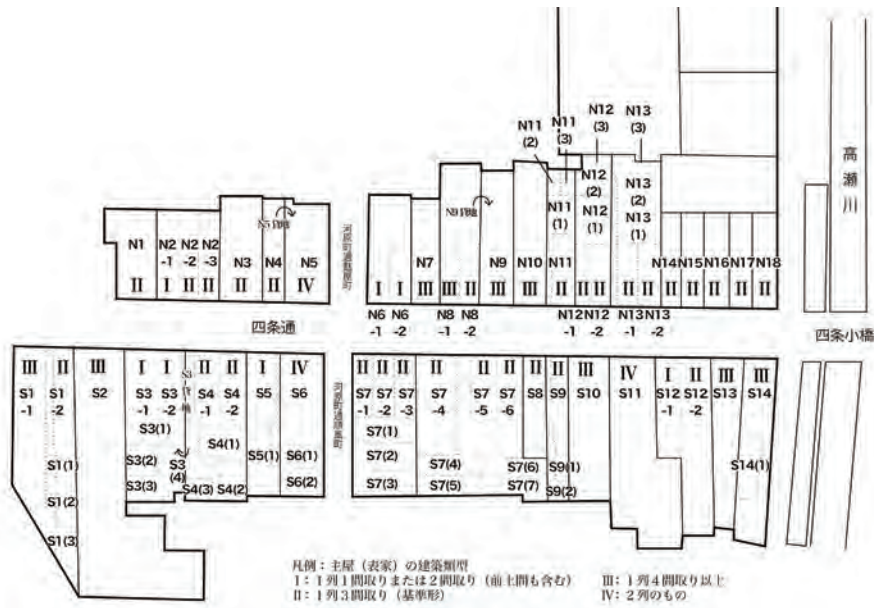 N11
(2)
N11
(3)
N12
(3)
N13
(3)
高瀬川
N12
(2)
N12
(1)
N13
(2)
N13
(1)
N11
(1)
N1
N2
-1
N2
-2
N2
-3
N3
N4
N5
II
I
II
II
II
II
IV
N7
N9
N10
N11
N14
N15
N16
N17
N18
I
I
III
III
II
III
III
II
II
II
II
II
II
II
II
II
II
N6
-1
N6
-2
N8
-1
N8
-2
N12
-1
N12
-2
N13
-1
N13
-2
四条通
四条小橋
III
S1
-1
II
S1
-2
III
S2
I
S3
-1
I
S3
-2
II
S4
-1
II
S4
-2
I
S5
IV
S6
II
S7
-1
II
S7
-2
II
S7
-3
II
S7
-4
II
S7
-5
II
S7
-6
II
S8
II
S9
III
S10
IV
S11
I
S12
-1
II
S12
-2
III
S13
III
S14
S3(1)
S3(2)
S3(3)
S3
(4)
S4(1)
S4(3)
S4(2)
S5(1)
S6(1)
S6(2)
S1(1)
S1(2)
S1(3)
S7(1)
S7(2)
S7(3)
S7(4)
S7(5)
S7(6)
S7(7)
S9(1)
S9(2)
S14(1)
凡例：主屋（表家）の建築類型
I：1列1間取りまたは2間取り（前土間も含む）
II：1列3間取り（基準形）
III：1列4間取り以上
IV：2列のもの